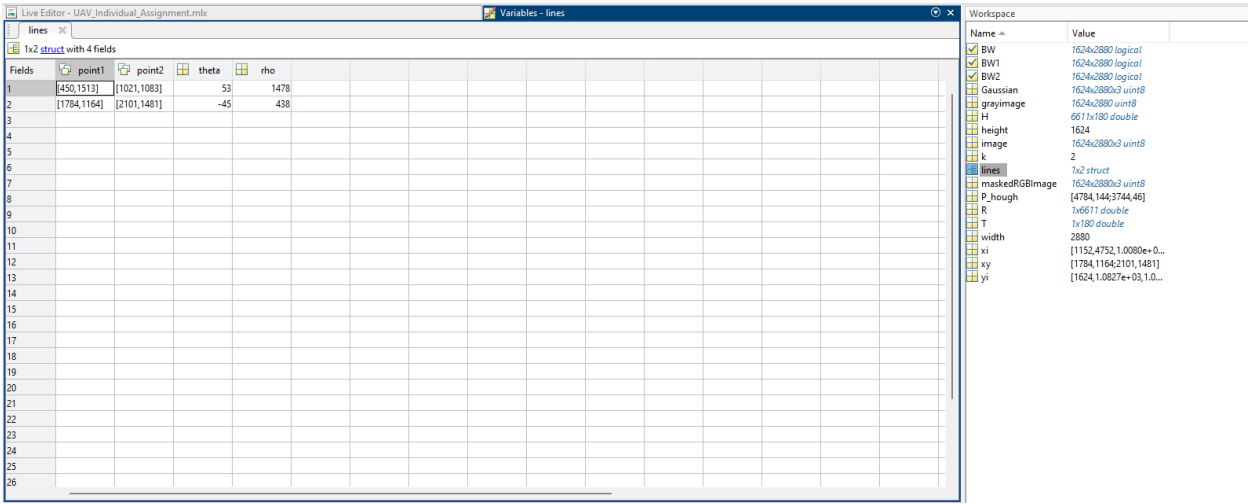 Live Editor - UAV_Individual_Assignment.mlx
Variables - lines
lines
1x2 struct with 4 fields
Fields point1 point2 theta rho
1 [450,1513] [1021,1083] 53 1478
2 [1784,1164] [2101,1481] -45 438
3
4
5
6
7
8
9
10
11
12
13
14
15
16
17
18
19
20
21
22
23
24
25
26
Workspace
Name Value
BW 1624x2880 logical
BW1 1624x2880 logical
BW2 1624x2880 logical
Gaussian 1624x2880x3 uint8
grayimage 1624x2880 uint8
H 6611x180 double
height 1624
image 1624x2880x3 uint8
k 2
lines 1x2 struct
maskedRGBImage 1624x2880x3 uint8
P_hough [4784,144;3744,46]
R 1x6611 double
T 1x180 double
width 2880
xi [1152,4752,1.0080e+0...
xy [1784,1164;2101,1481]
yi [1624,1.0827e+03,1.0...